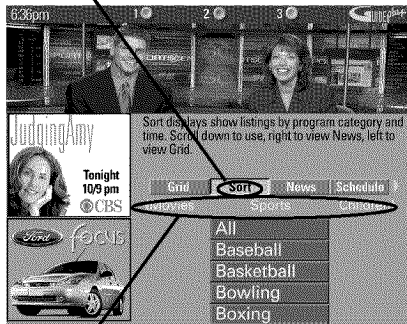 6:36pm
1
2
3
GUIDE Plus+
Sort displays show listings by program category and
time. Scroll down to use, right to view News, left to
view Grid.
Judging Amy
Tonight
10/9 pm
CBS
Grid Sort News Schedule
Movies Sports Children
Ford FOCUS
All
Baseball
Basketball
Bowling
Boxing